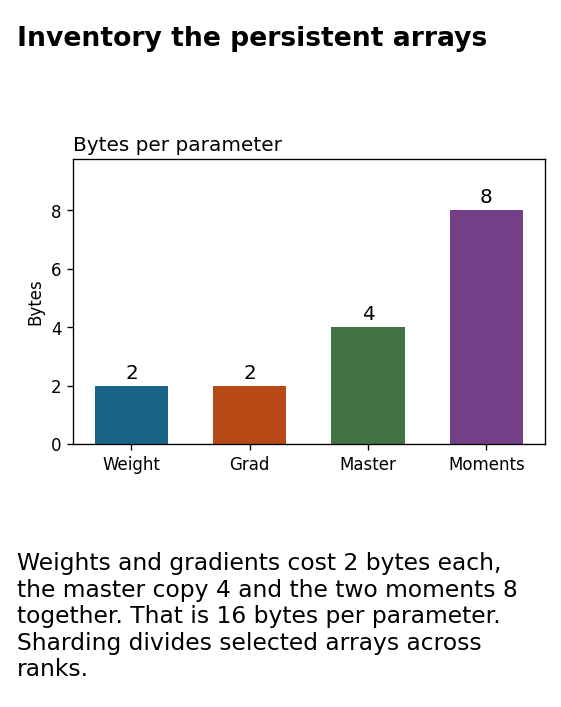 Inventory the persistent arrays
Bytes per parameter
Bytes
8
6
4
2
0
2
2
4
8
Weight Grad Master Moments
Weights and gradients cost 2 bytes each,
the master copy 4 and the two moments 8
together. That is 16 bytes per parameter.
Sharding divides selected arrays across
ranks.